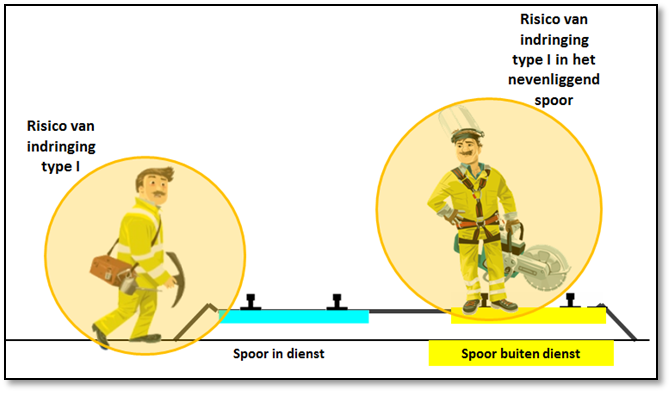 Risico van
indringing
type I
Risico van
indringing
type I in het
nevenliggend
spoor
Spoor in dienst
Spoor buiten dienst